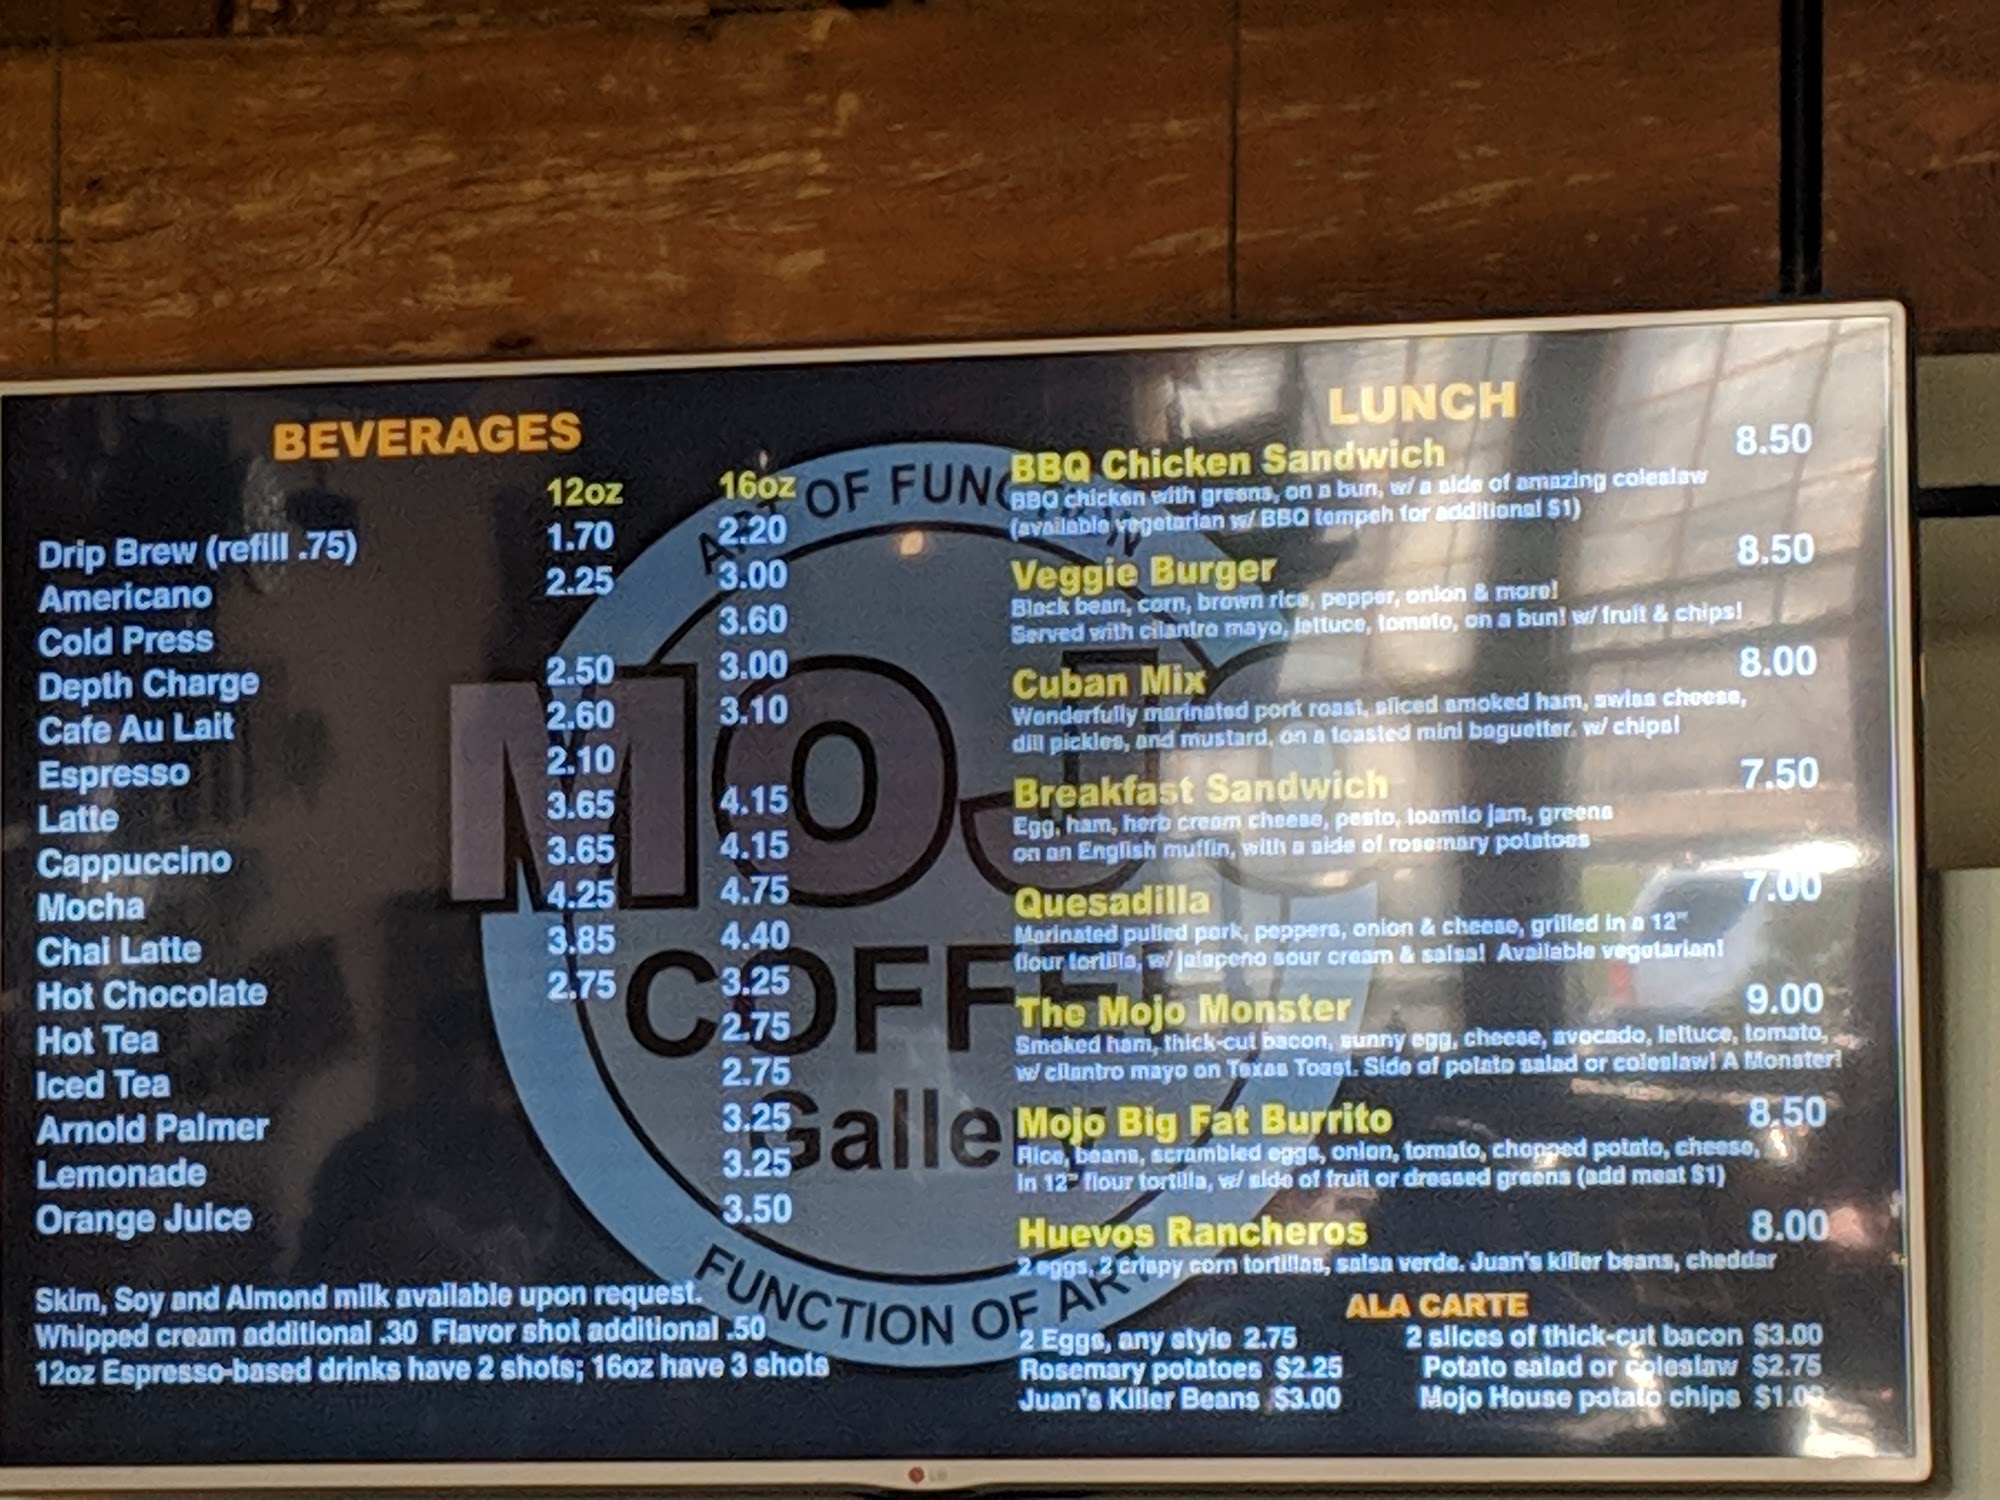 BEVERAGES
12oz 16oz
Drip Brew (refill .75) 1.70 2.20
Americano 2.25 3.00
Cold Press 3.60
Depth Charge 2.50 3.00
Cafe Au Lait 2.60 3.10
Espresso 2.10
Latte 3.65 4.15
Cappuccino 3.65 4.15
Mocha 4.25 4.75
Chai Latte 3.85 4.40
Hot Chocolate 2.75 3.25
Hot Tea 2.75
Iced Tea 2.75
Arnold Palmer 3.25
Lemonade 3.25
Orange Juice 3.50
Skim, Soy and Almond milk available upon request.
Whipped cream additional .30 Flavor shot additional .50
12oz Espresso-based drinks have 2 shots; 16oz have 3 shots
ART OF FUNCTION
MOJO
COFFEE
Gallery
FUNCTION OF ART
LUNCH
BBQ Chicken Sandwich 8.50
BBQ chicken with greens, on a bun, w/ a side of amazing coleslaw
(available vegetarian w/ BBQ tempeh for additional $1)
Veggie Burger 8.50
Black bean, corn, brown rice, pepper, onion & more!
Served with cilantro mayo, lettuce, tomato, on a bun! w/ fruit & chips!
Cuban Mix 8.00
Wonderfully marinated pork roast, sliced smoked ham, swiss cheese,
dill pickles, and mustard, on a toasted mini baguetter. w/ chips!
Breakfast Sandwich 7.50
Egg, ham, herb cream cheese, pesto, toamto jam, greens
on an English muffin, with a side of rosemary potatoes
Quesadilla 7.00
Marinated pulled pork, peppers, onion & cheese, grilled in a 12"
flour tortilla, w/ jalapeno sour cream & salsa! Available vegetarian!
The Mojo Monster 9.00
Smoked ham, thick-cut bacon, sunny egg, cheese, avocado, lettuce, tomato,
w/ cilantro mayo on Texas Toast. Side of potato salad or coleslaw! A Monster!
Mojo Big Fat Burrito 8.50
Rice, beans, scrambled eggs, onion, tomato, chopped potato, cheese,
in 12" flour tortilla, w/ side of fruit or dressed greens (add meat $1)
Huevos Rancheros 8.00
2 eggs, 2 crispy corn tortillas, salsa verde. Juan's killer beans, cheddar
ALA CARTE
2 Eggs, any style 2.75 2 slices of thick-cut bacon $3.00
Rosemary potatoes $2.25 Potato salad or coleslaw $2.75
Juan's Killer Beans $3.00 Mojo House potato chips $1.00
LG